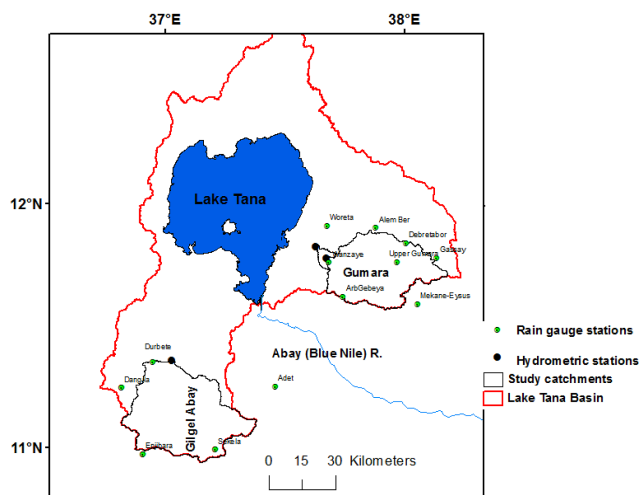 37°E 38°E
12°N
11°N
Lake Tana
Woreta
Alem Ber
Debretabor
Wanzaye
Upper Gumara
Gassay
Gumara
ArbGebeya
Mekane-Eysus
Durbete
Abay (Blue Nile) R.
Dangila
Adet
Gilgel Abay
Enjibara
Sekela
Rain gauge stations
Hydrometric stations
Study catchments
Lake Tana Basin
0 15 30 Kilometers